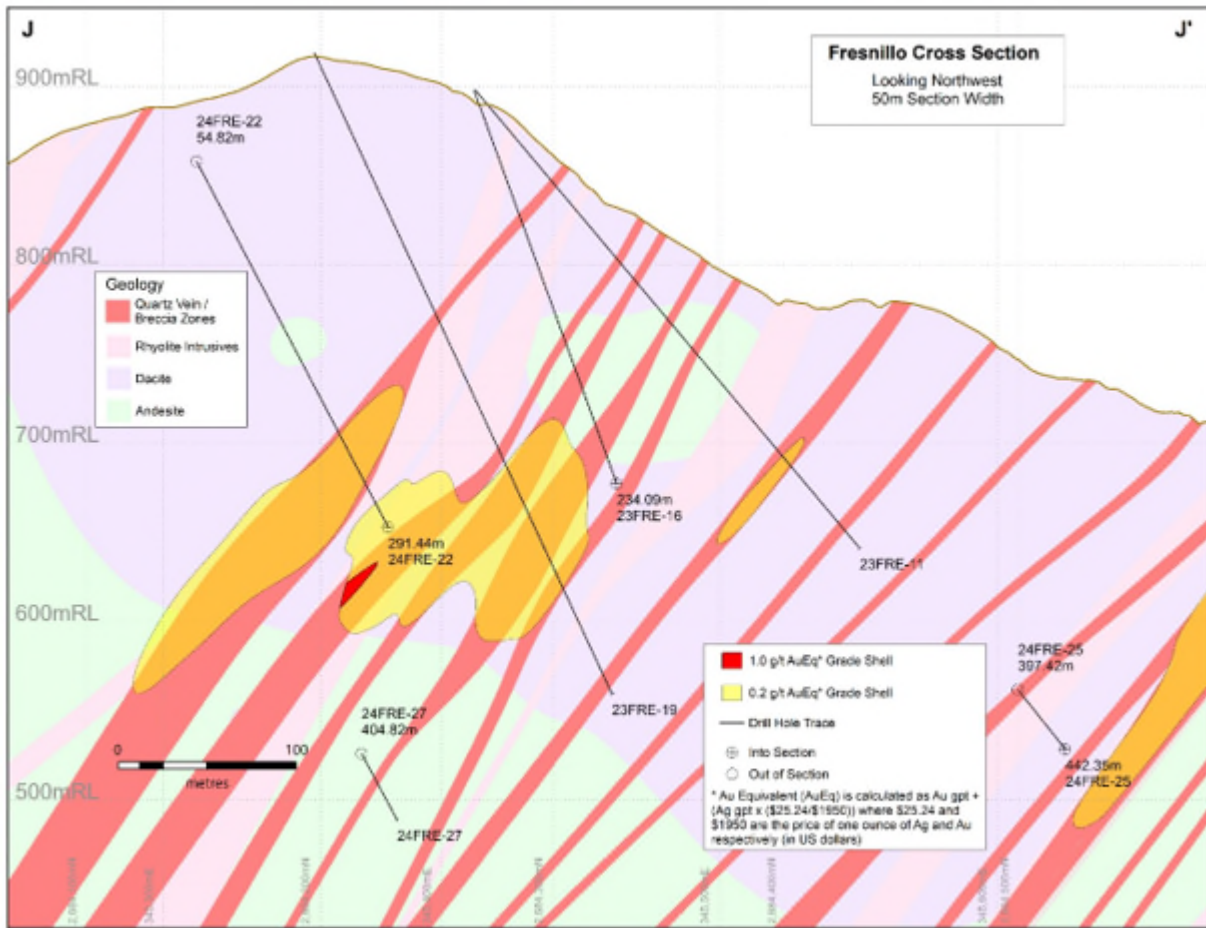 J
J'
Fresnillo Cross Section
Looking Northwest
50m Section Width
900mRL
24FRE-22
54.82m
800mRL
Geology
Quartz Vein /
Breccia Zones
Rhyolite Intrusives
Dacite
Andesite
700mRL
234.09m
23FRE-16
291.44m
24FRE-22
23FRE-11
600mRL
24FRE-25
397.42m
1.0 g/t AuEq* Grade Shell
0.2 g/t AuEq* Grade Shell
Drill Hole Trace
Into Section
Out of Section
* Au Equivalent (AuEq) is calculated as Au gpt +
(Ag gpt x ($25.24/$1950)) where $25.24 and
$1950 are the price of one ounce of Ag and Au
respectively (in US dollars)
23FRE-19
24FRE-27
404.82m
0
100
metres
442.35m
24FRE-25
500mRL
24FRE-27